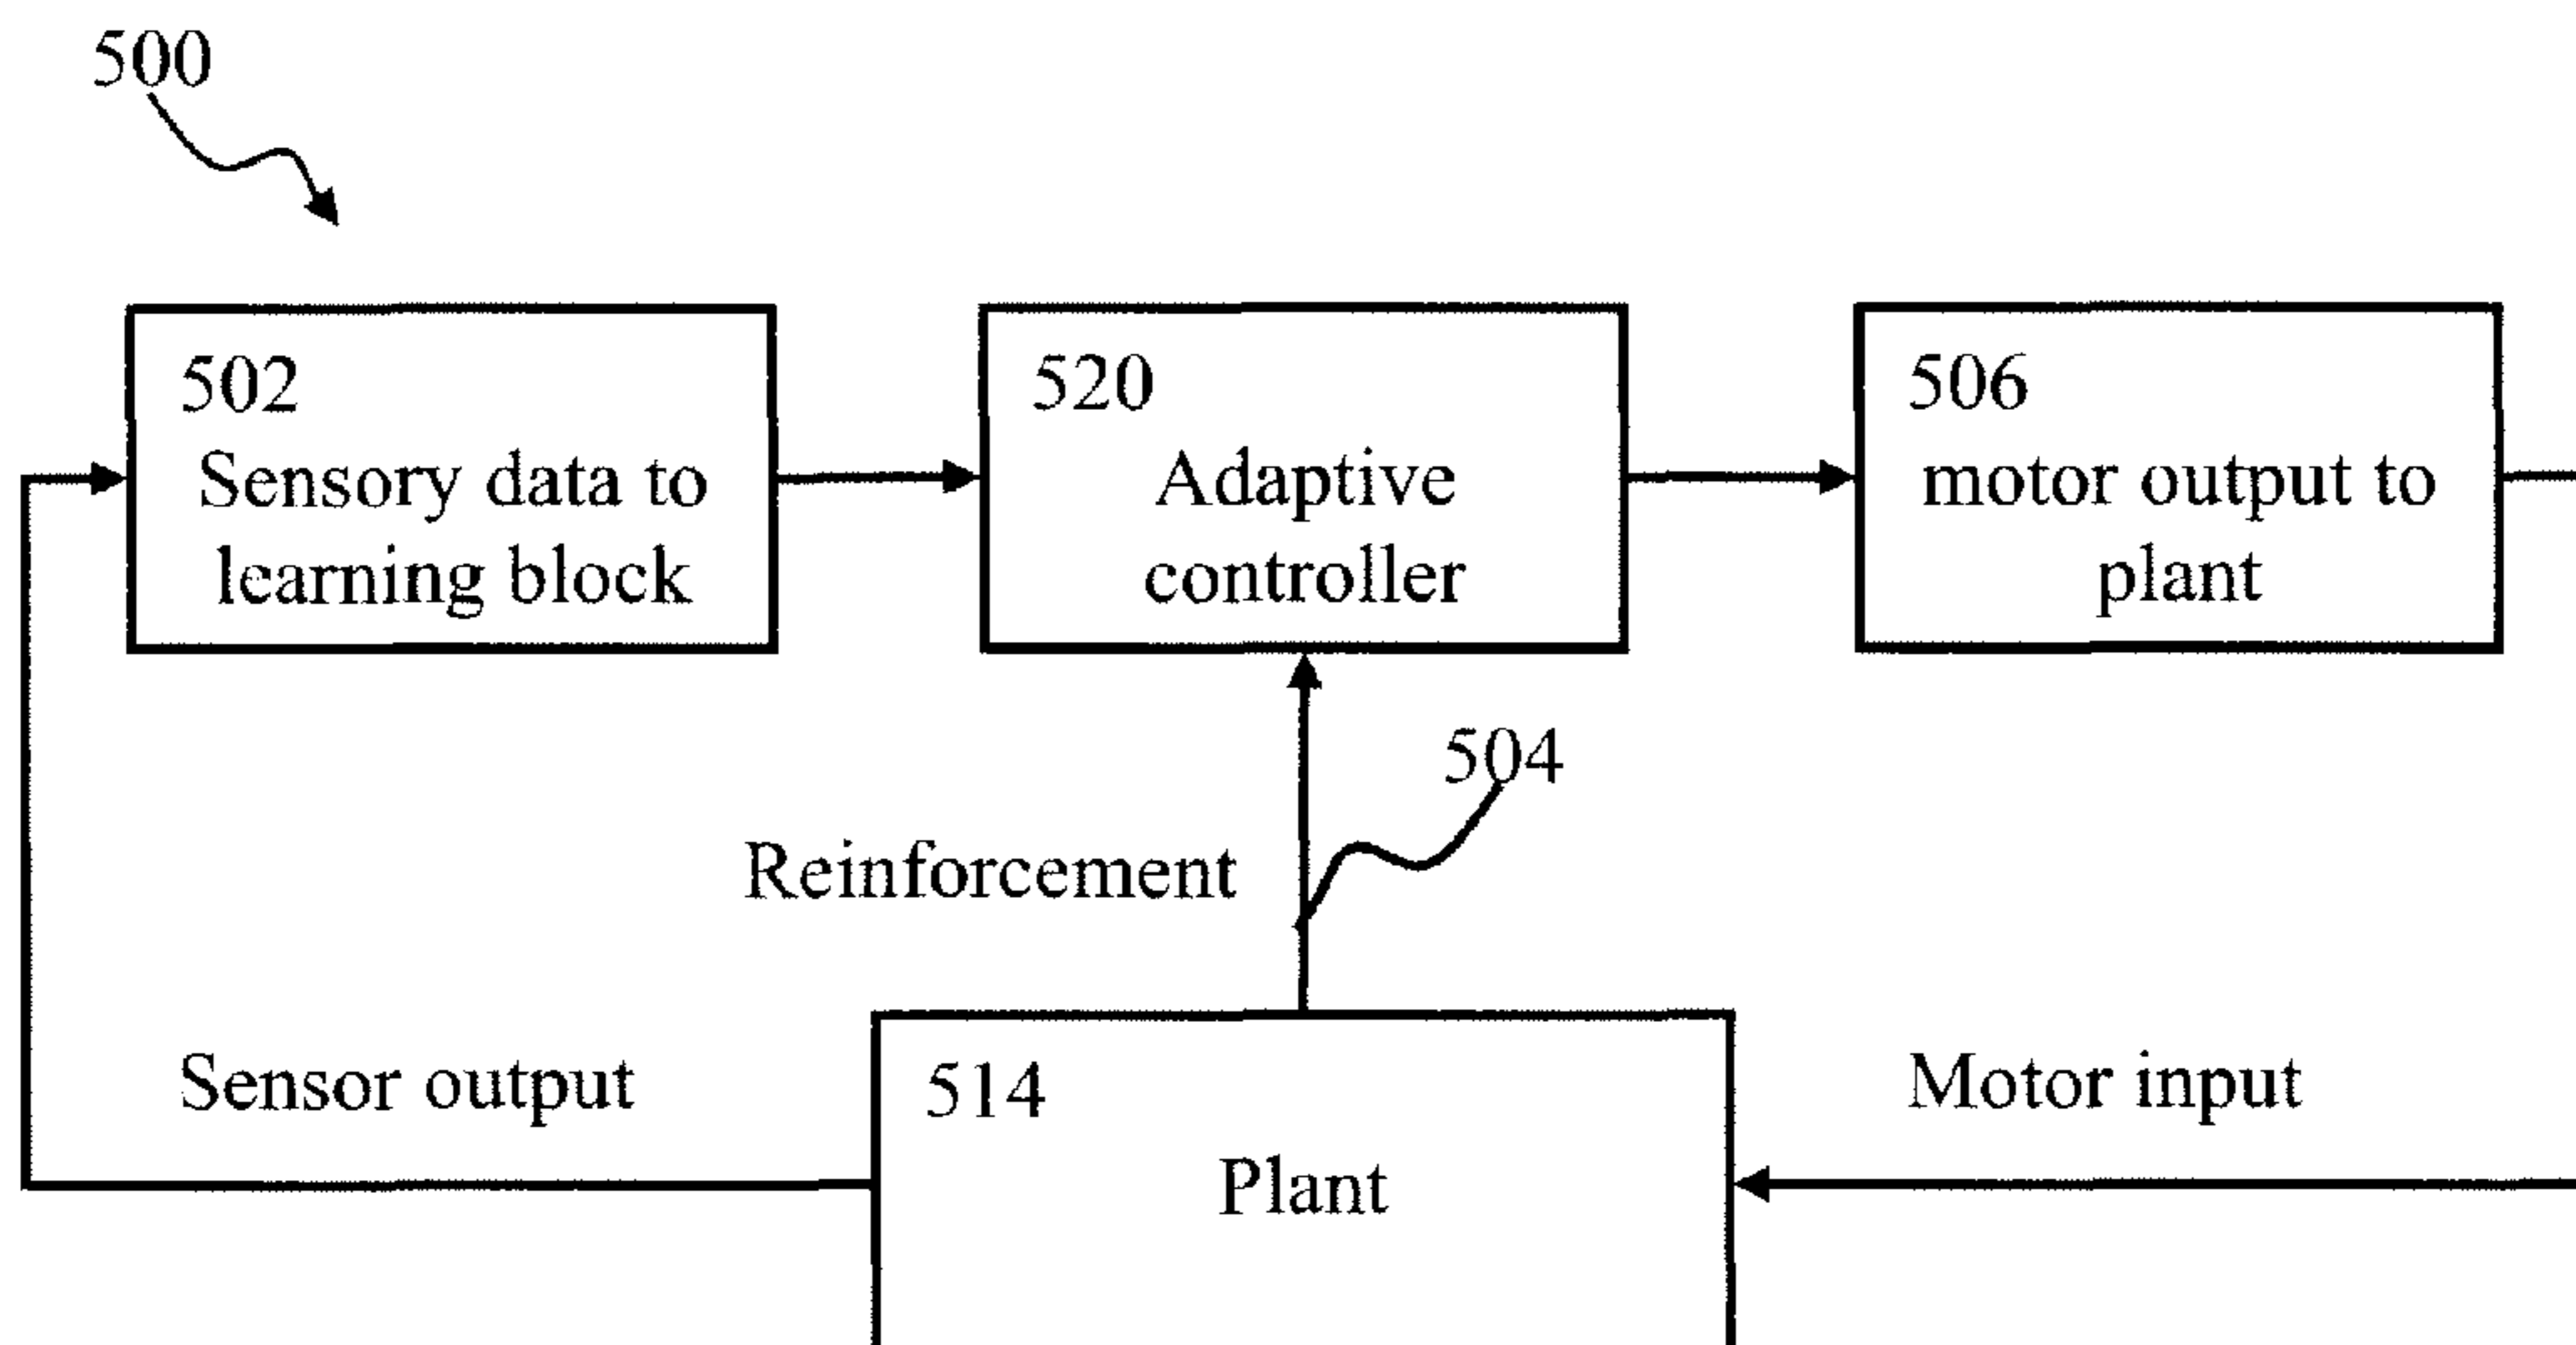 500
502
Sensory data to
learning block
520
Adaptive
controller
506
motor output to
plant
504
Reinforcement
Sensor output
514
Plant
Motor input